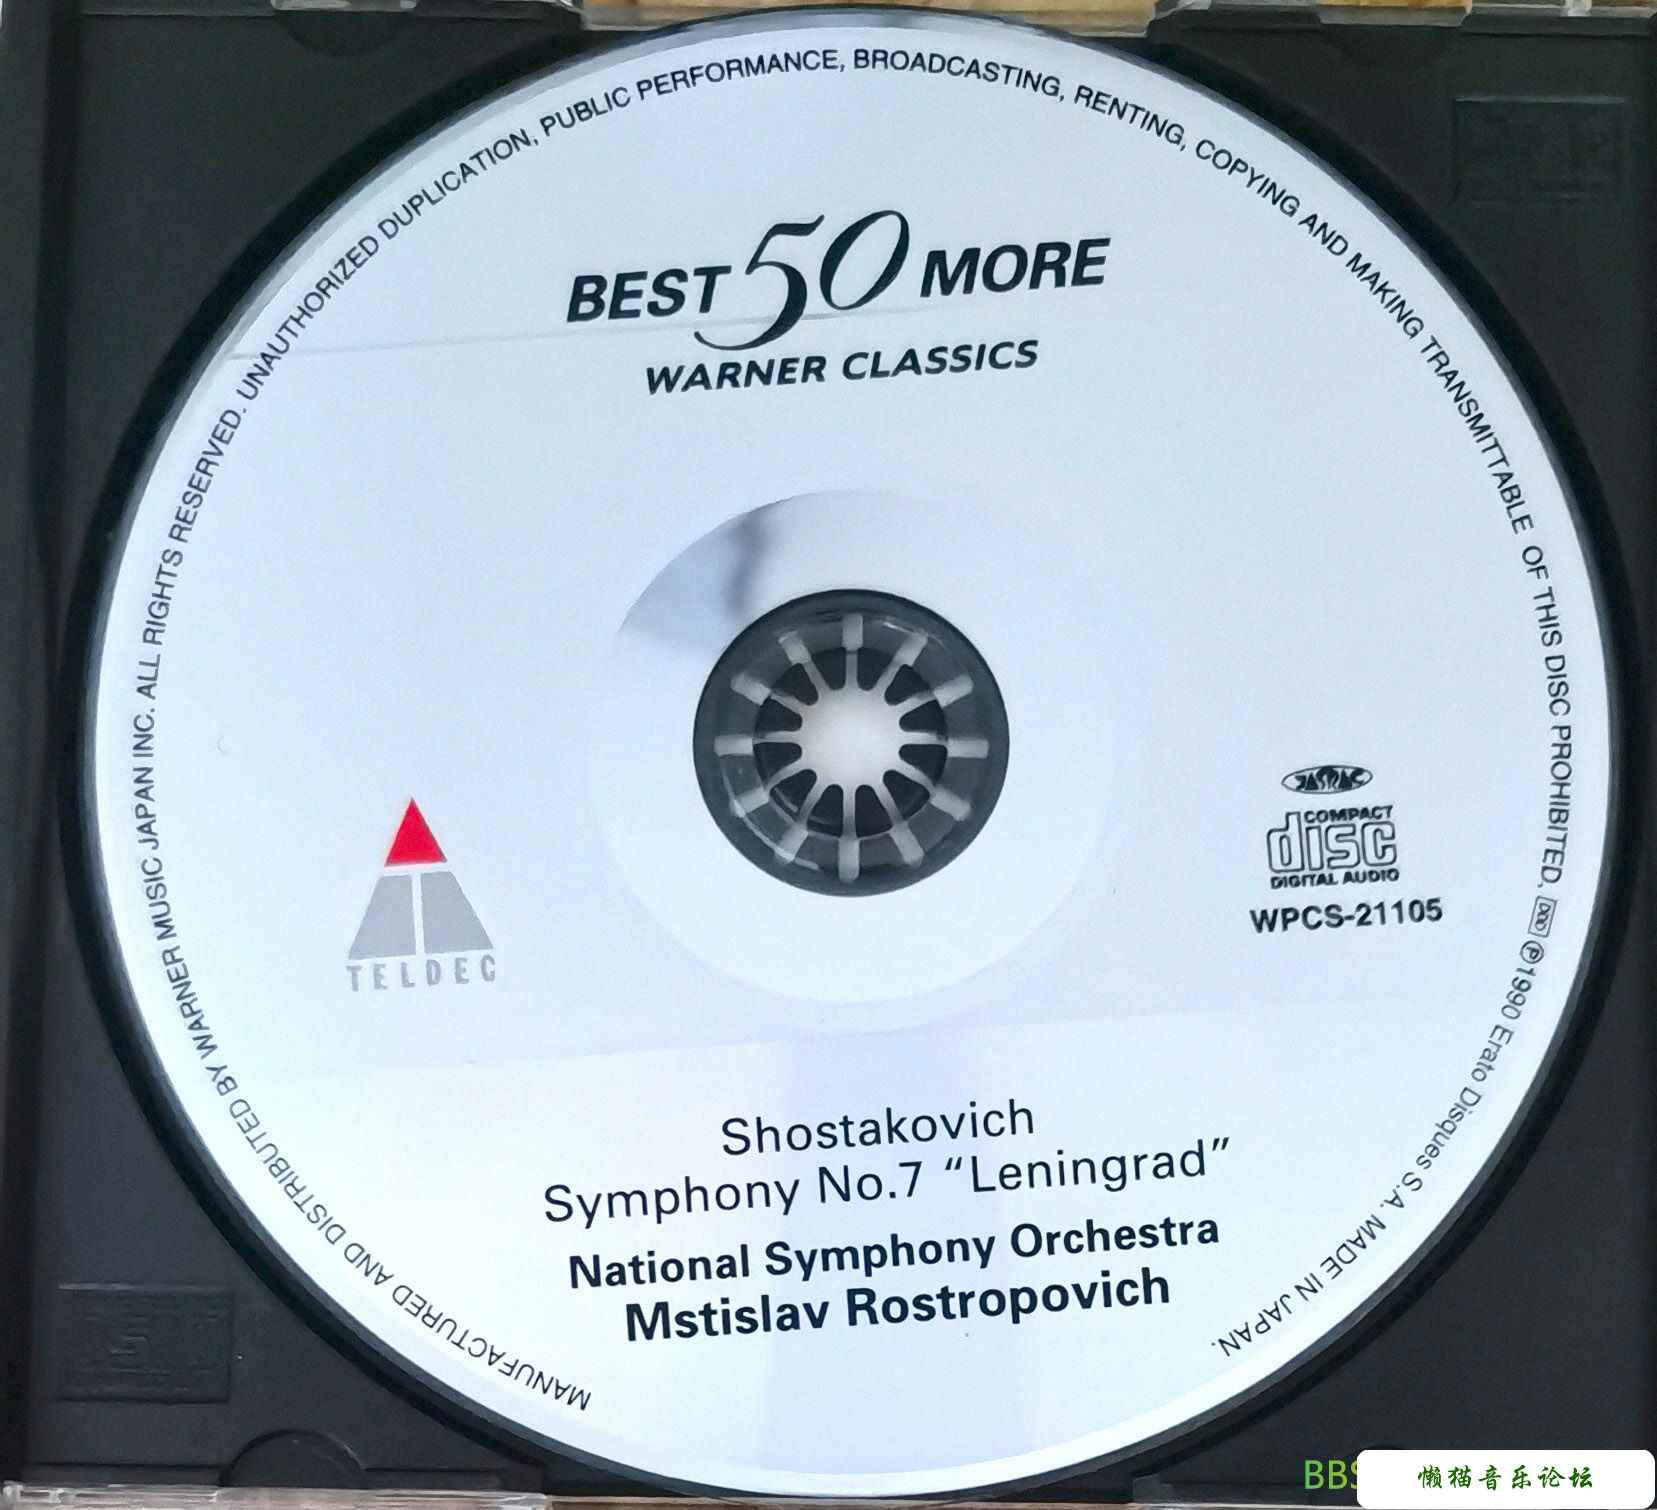 MANUFACTURED AND DISTRIBUTED BY WARNER MUSIC JAPAN INC. ALL RIGHTS RESERVED. UNAUTHORIZED DUPLICATION, PUBLIC PERFORMANCE, BROADCASTING, RENTING, COPYING AND MAKING TRANSMITTABLE OF THIS DISC PROHIBITED. DDD ℗1990 Erato Disques S.A. MADE IN JAPAN.
BEST 50 MORE
WARNER CLASSICS
JASRAC
COMPACT
disc
DIGITAL AUDIO
WPCS-21105
TELDEC
Shostakovich
Symphony No.7 “Leningrad”
National Symphony Orchestra
Mstislav Rostropovich
BBS
懒猫音乐论坛